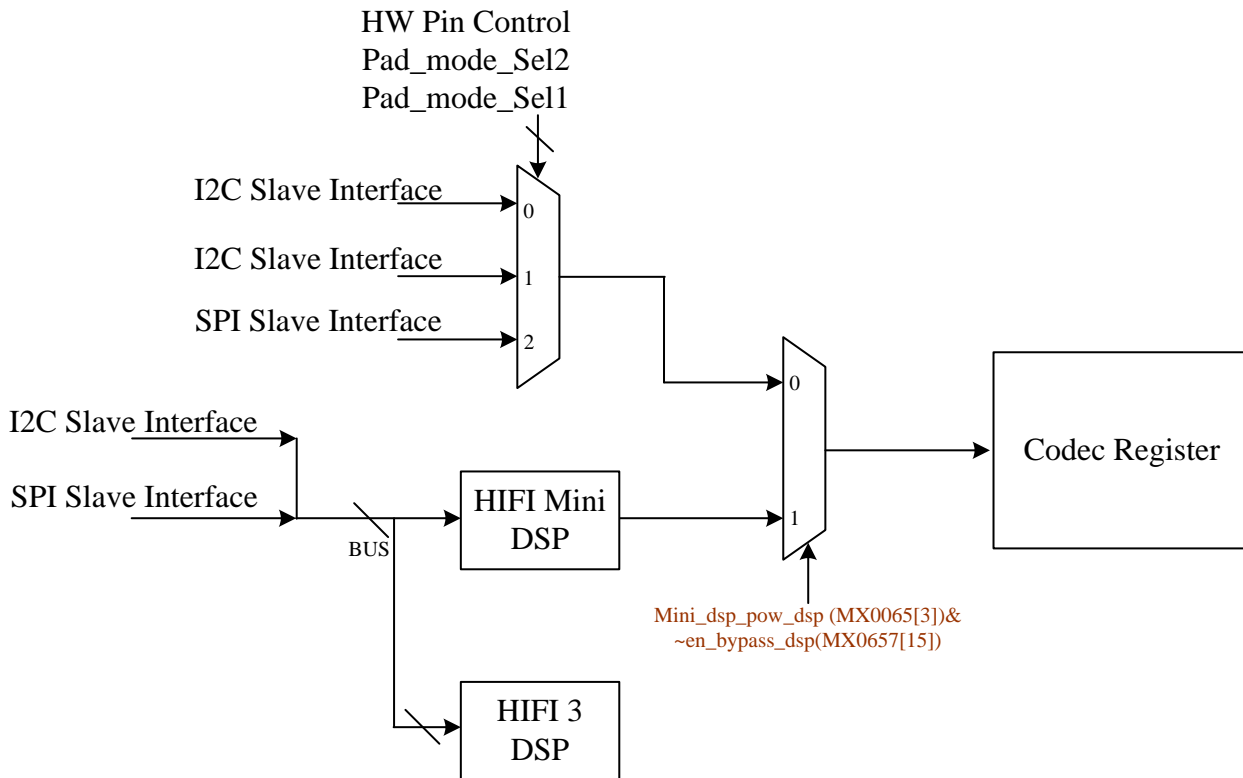 HW Pin Control
Pad_mode_Sel2
Pad_mode_Sel1
I2C Slave Interface
0
I2C Slave Interface
1
SPI Slave Interface
2
0
I2C Slave Interface
Codec Register
SPI Slave Interface
BUS
HIFI Mini
DSP
1
Mini_dsp_pow_dsp (MX0065[3])&
~en_bypass_dsp(MX0657[15])
HIFI 3
DSP